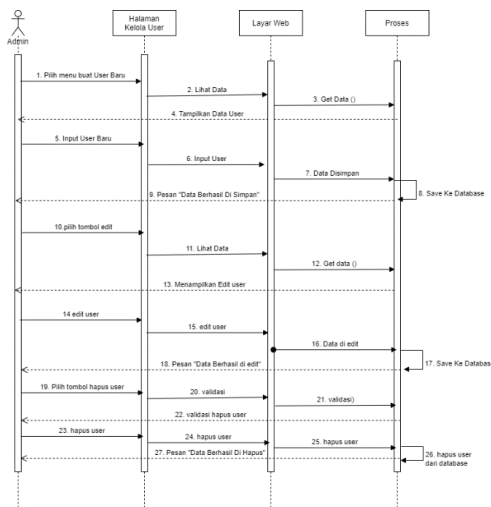 Admin
Halaman
Kelola User
Layar Web
Proses
1. Pilih menu buat User Baru
2. Lihat Data
3. Get Data ()
4. Tampilkan Data User
5. Input User Baru
6. Input User
7. Data Disimpan
8. Save Ke Database
9. Pesan "Data Berhasil Di Simpan"
10.pilih tombol edit
11. Lihat Data
12. Get data ()
13. Menampilkan Edit user
14 edit user
15. edit user
16. Data di edit
17. Save Ke Databas
18. Pesan "Data Berhasil di edit"
19. Pilih tombol hapus user
20. validasi
21. validasi)
22. validasi hapus user
23. hapus user
24. hapus user
25. hapus user
26. hapus user
dari database
27. Pesan "Data Berhasil Di Hapus"